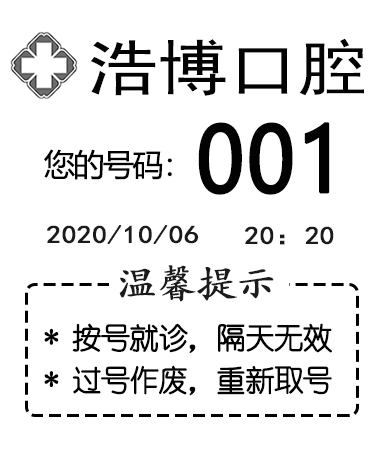 浩博口腔
您的号码：001
2020/10/06 20：20
温馨提示
* 按号就诊，隔天无效
* 过号作废，重新取号